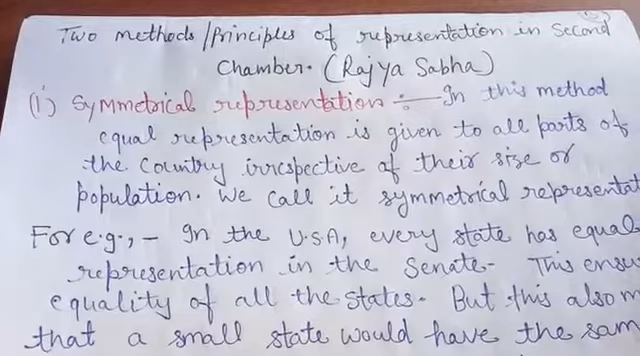 Two methods/Principles of representation in Second
Chamber. (Rajya Sabha)
(i) Symmetrical representation ÷— In this method
equal representation is given to all parts of
the Country irrespective of their size or
population. We call it symmetrical representat
For e.g., – In the U.S.A, every state has equal
representation in the Senate. This ensu
equality of all the states. But this also m
that a small state would have the sam